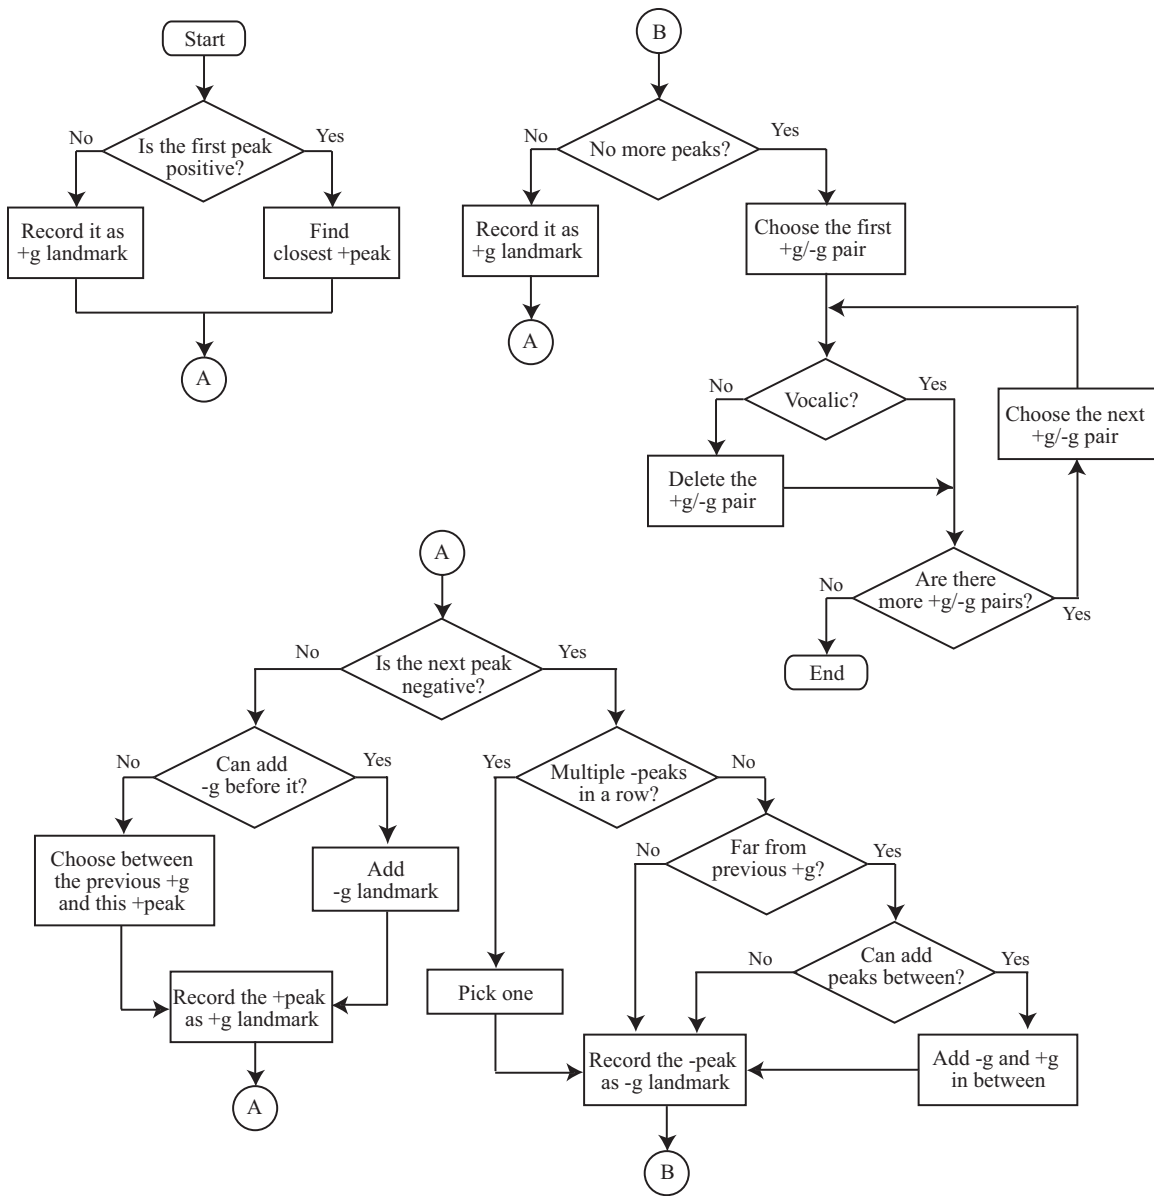 Start
Is the first peak
positive?
No
Yes
Record it as
+g landmark
Find
closest +peak
A
B
No more peaks?
No
Yes
Record it as
+g landmark
A
Choose the first
+g/-g pair
Vocalic?
No
Yes
Delete the
+g/-g pair
Choose the next
+g/-g pair
Are there
more +g/-g pairs?
No
Yes
End
A
Is the next peak
negative?
No
Yes
Can add
-g before it?
No
Yes
Choose between
the previous +g
and this +peak
Add
-g landmark
Record the +peak
as +g landmark
A
Multiple -peaks
in a row?
Yes
No
Pick one
Far from
previous +g?
No
Yes
Can add
peaks between?
No
Yes
Record the -peak
as -g landmark
Add -g and +g
in between
B